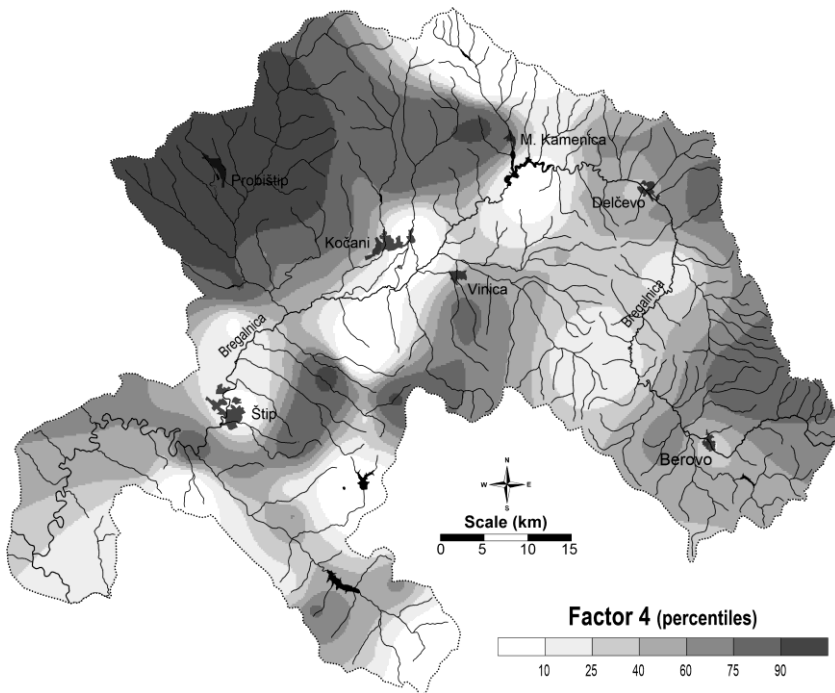 M. Kamenica
Probištip
Delčevo
Kočani
Vinica
Bregalnica
Bregalnica
Štip
Berovo
N
W E
S
Scale (km)
0 5 10 15
Factor 4 (percentiles)
10 25 40 60 75 90